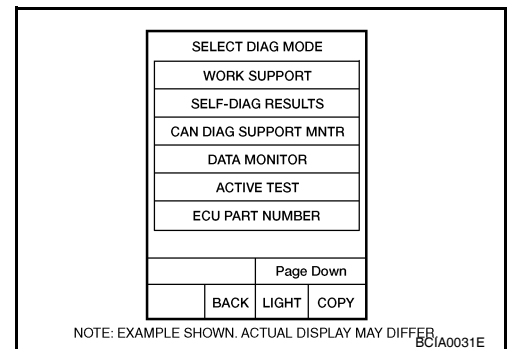 SELECT DIAG MODE
WORK SUPPORT
SELF-DIAG RESULTS
CAN DIAG SUPPORT MNTR
DATA MONITOR
ACTIVE TEST
ECU PART NUMBER
Page Down
BACK LIGHT COPY
NOTE: EXAMPLE SHOWN. ACTUAL DISPLAY MAY DIFFER.
BCIA0031E